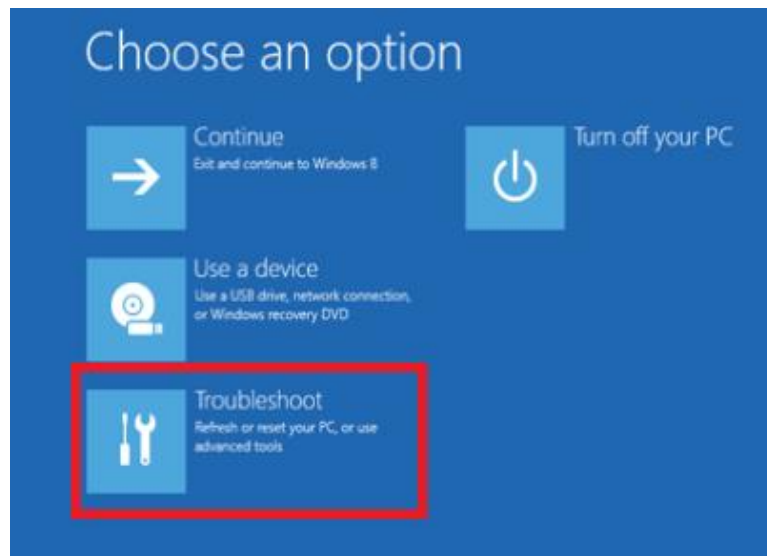 Choose an option
Continue
Exit and continue to Windows 8
Turn off your PC
Use a device
Use a USB drive, network connection,
or Windows recovery DVD
Troubleshoot
Refresh or reset your PC, or use
advanced tools